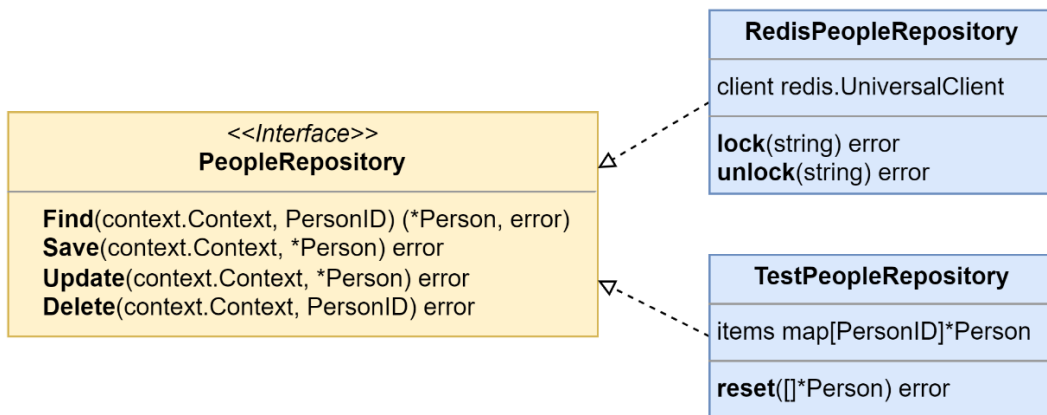 <<Interface>>
PeopleRepository
Find(context.Context, PersonID) (*Person, error)
Save(context.Context, *Person) error
Update(context.Context, *Person) error
Delete(context.Context, PersonID) error
RedisPeopleRepository
client redis.UniversalClient
lock(string) error
unlock(string) error
TestPeopleRepository
items map[PersonID]*Person
reset([]*Person) error